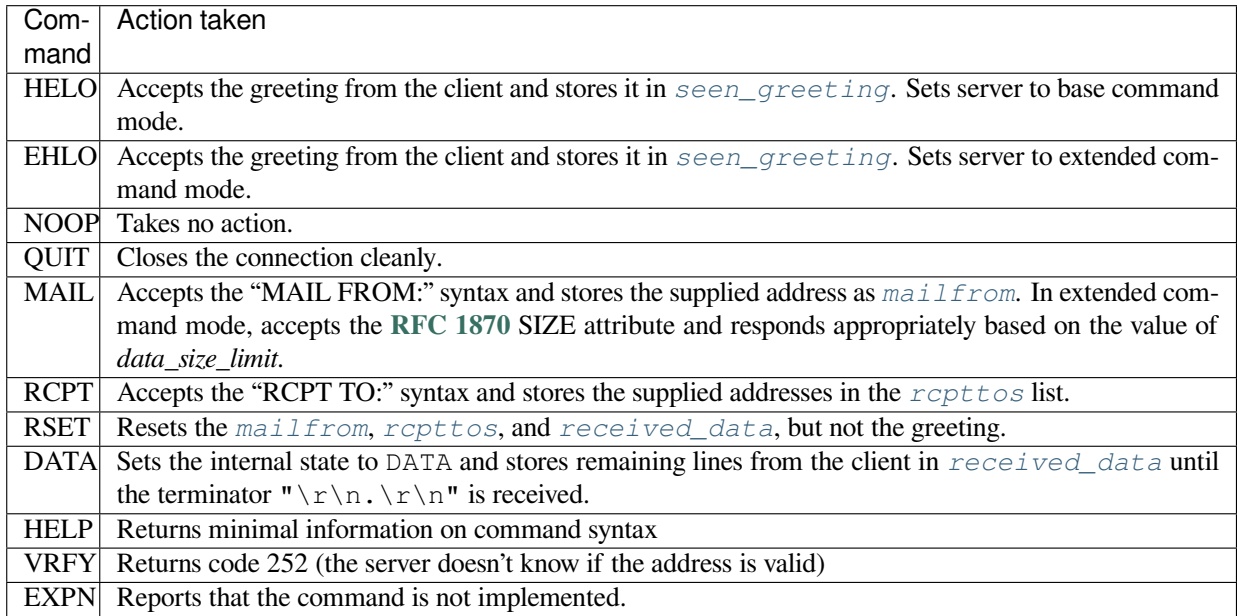 Com- Action taken
mand
HELO Accepts the greeting from the client and stores it in seen_greeting. Sets server to base command
mode.
EHLO Accepts the greeting from the client and stores it in seen_greeting. Sets server to extended com-
mand mode.
NOOP Takes no action.
QUIT Closes the connection cleanly.
MAIL Accepts the “MAIL FROM:” syntax and stores the supplied address as mailfrom. In extended com-
mand mode, accepts the RFC 1870 SIZE attribute and responds appropriately based on the value of
data_size_limit.
RCPT Accepts the “RCPT TO:” syntax and stores the supplied addresses in the rcpttos list.
RSET Resets the mailfrom, rcpttos, and received_data, but not the greeting.
DATA Sets the internal state to DATA and stores remaining lines from the client in received_data until
the terminator "\r\n.\r\n" is received.
HELP Returns minimal information on command syntax
VRFY Returns code 252 (the server doesn’t know if the address is valid)
EXPN Reports that the command is not implemented.